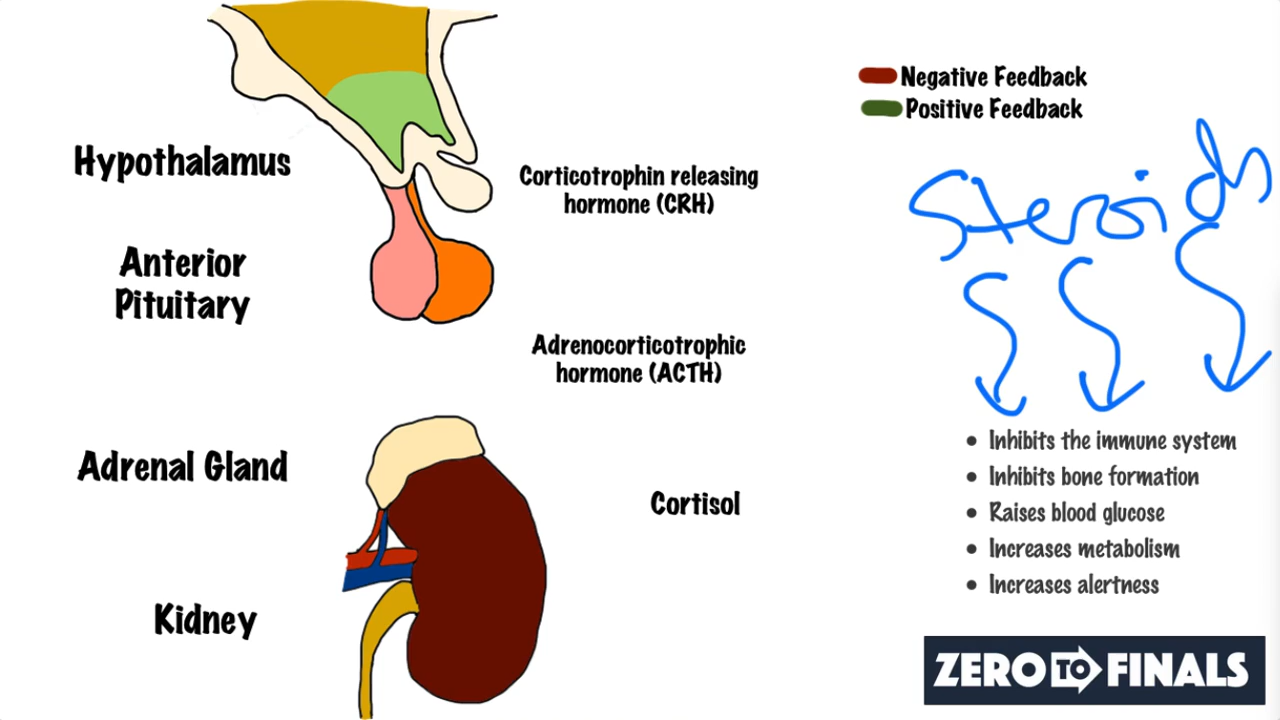 Negative Feedback
Positive Feedback
Steroids
Hypothalamus
Corticotrophin releasing
hormone (CRH)
Anterior
Pituitary
Adrenocorticotrophic
hormone (ACTH)
Adrenal Gland
Cortisol
Kidney
• Inhibits the immune system
• Inhibits bone formation
• Raises blood glucose
• Increases metabolism
• Increases alertness
ZERO TO FINALS